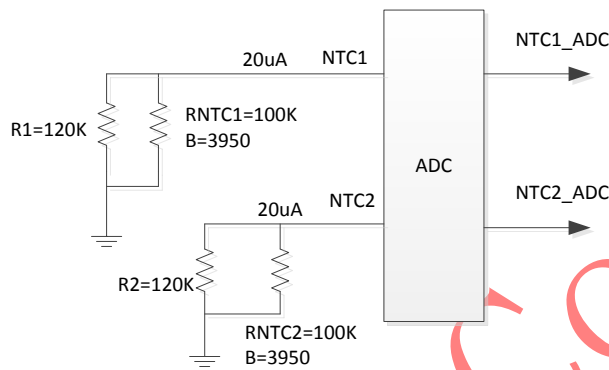 NTC1_ADC
20uA
NTC1
R1=120K
RNTC1=100K
B=3950
ADC
NTC2
NTC2_ADC
20uA
R2=120K
RNTC2=100K
B=3950